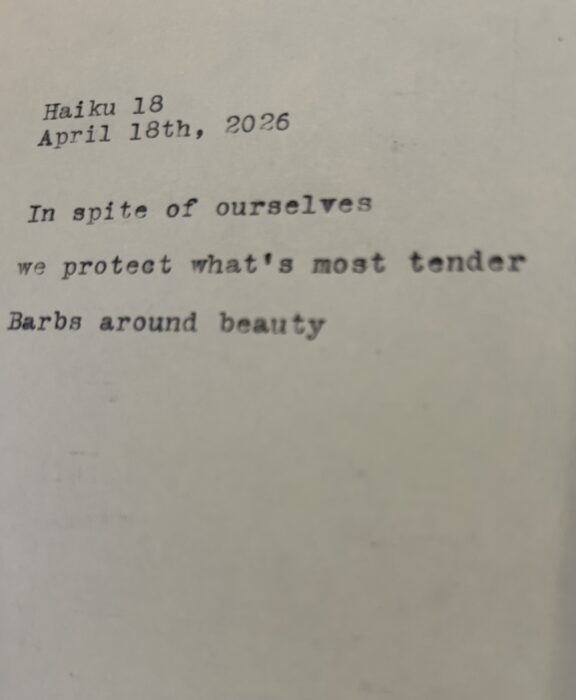 Haiku 18
April 18th, 2026
In spite of ourselves
we protect what's most tender
Barbs around beauty